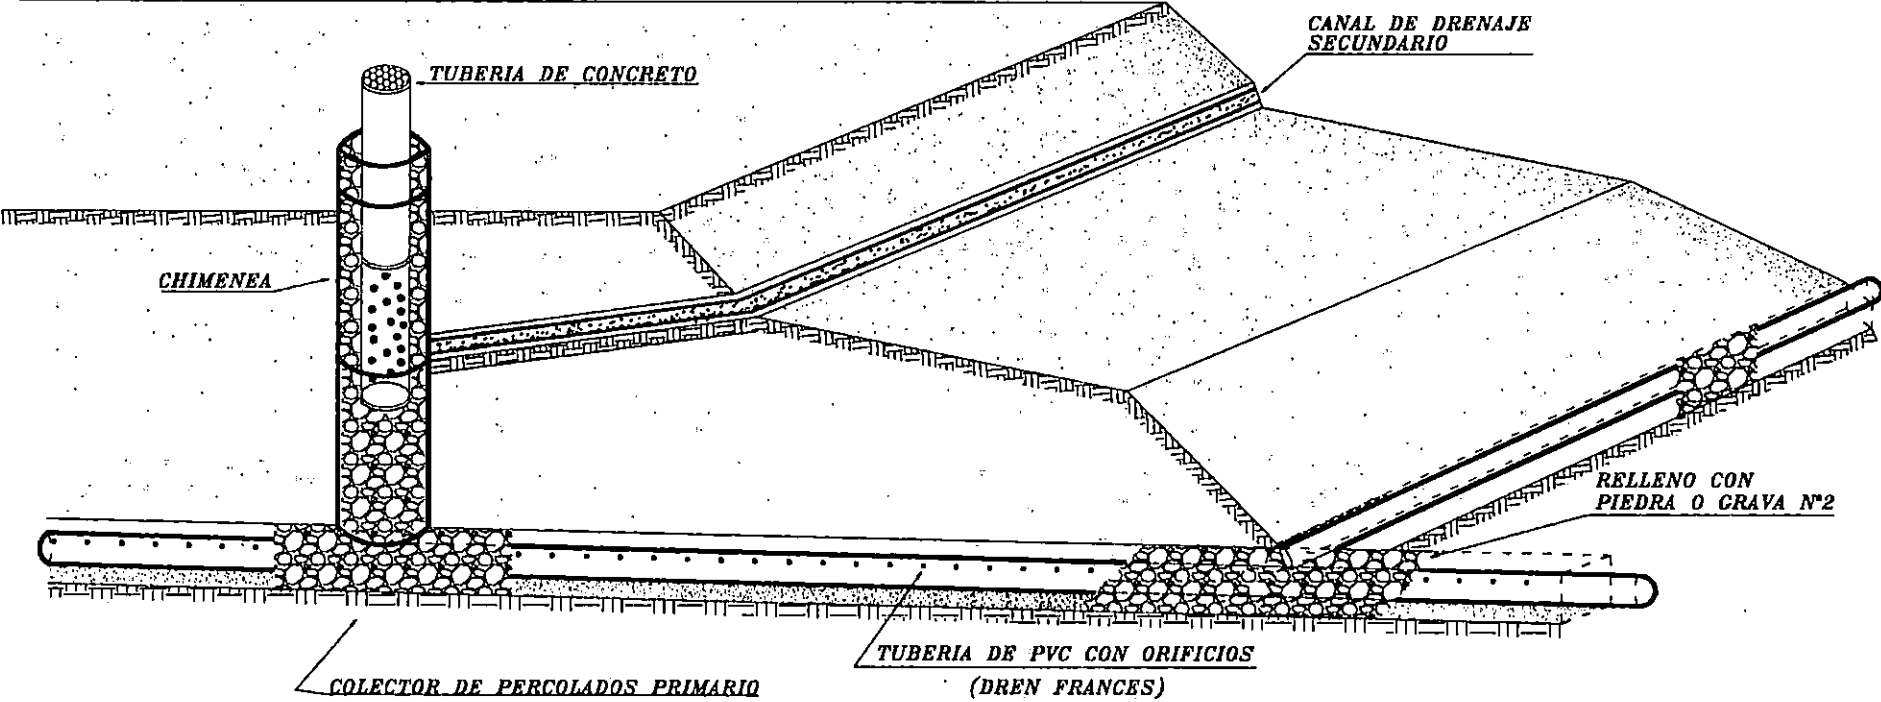 CANAL DE DRENAJE
SECUNDARIO
TUBERIA DE CONCRETO
CHIMENEA
RELLENO CON
PIEDRA O GRAVA Nº2
TUBERIA DE PVC CON ORIFICIOS
(DREN FRANCES)
COLECTOR DE PERCOLADOS PRIMARIO